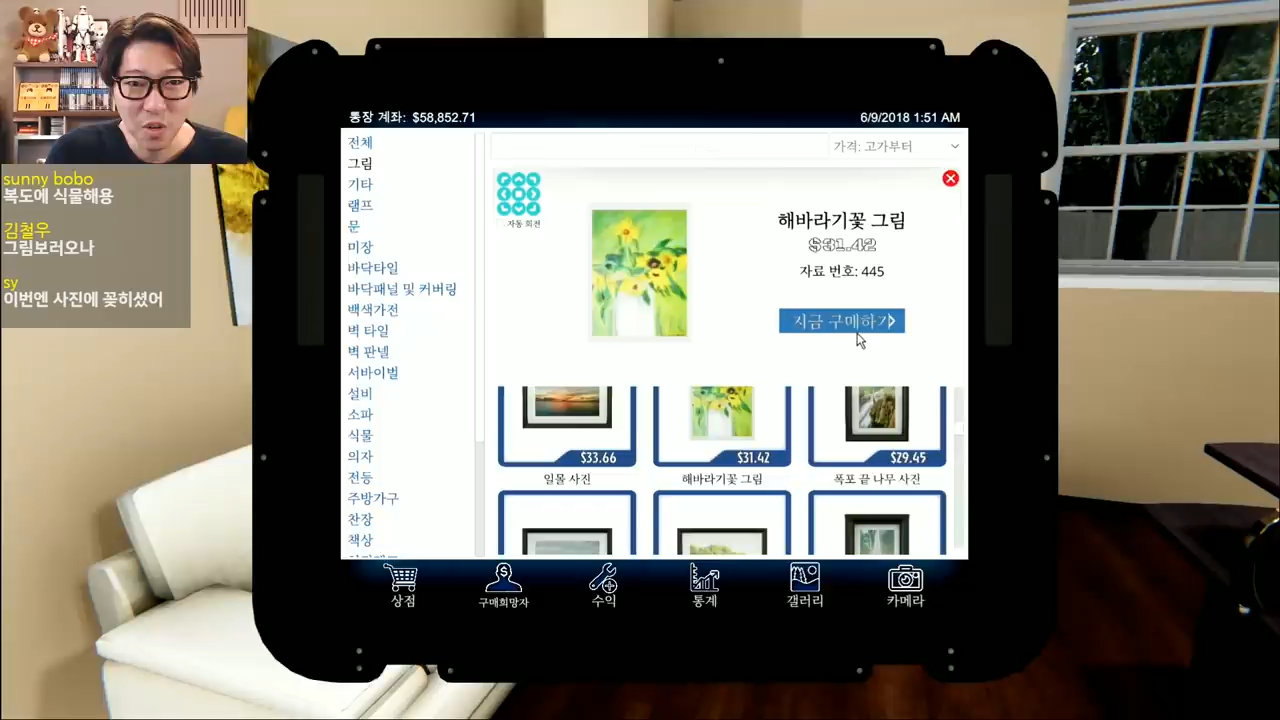 sunny bobo
복도에 식물해용
김철우
그림보러오나
sy
이번엔 사진에 꽂히셨어
통장 계좌: $58,852.71
6/9/2018 1:51 AM
전체
그림
기타
램프
문
미장
바닥타일
바닥패널 및 커버링
백색가전
벽 타일
벽 판넬
서바이벌
설비
소파
식물
의자
전등
주방가구
찬장
책상
가격: 고가부터
자동 회전
해바라기꽃 그림
$31.42
자료 번호: 445
지금 구매하기
$33.66
$31.42
$29.45
일몰 사진
해바라기꽃 그림
폭포 끝 나무 사진
상점
구매희망자
수익
통계
갤러리
카메라